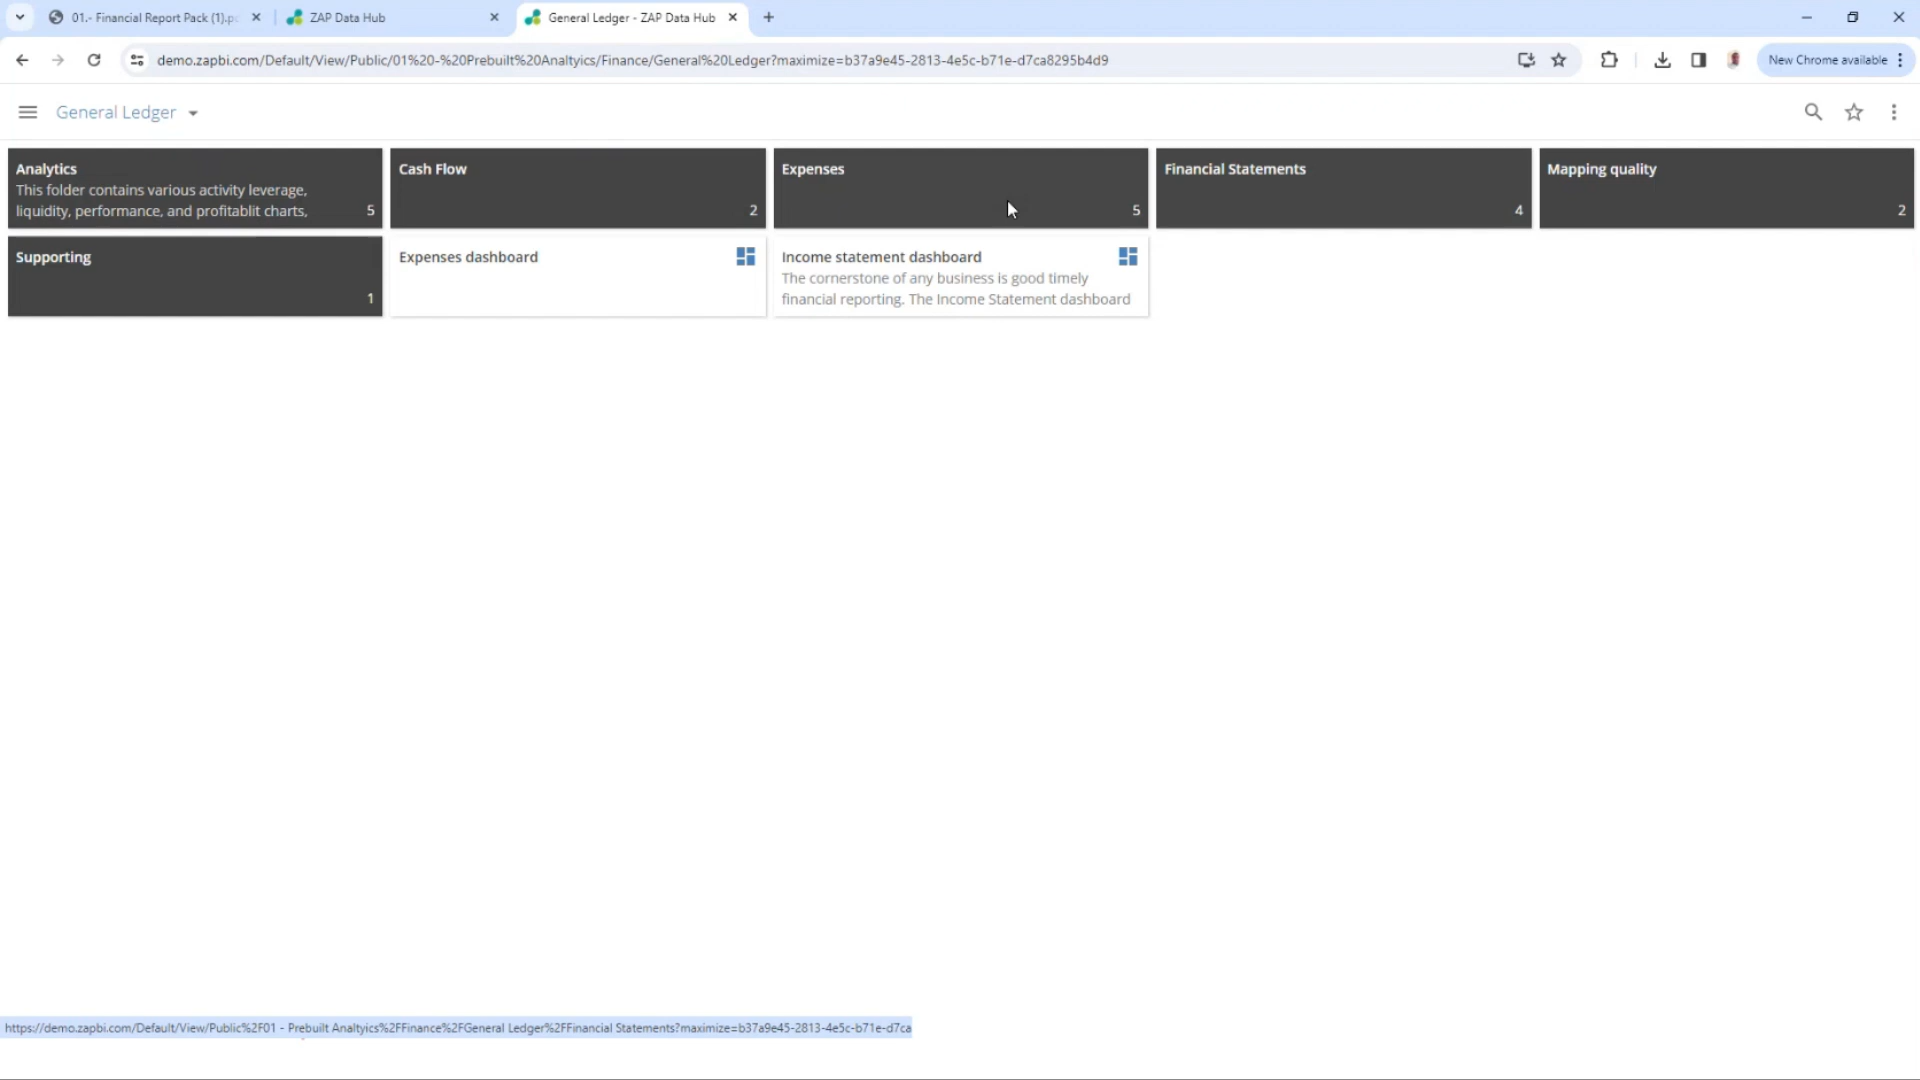 01.- Financial Report Pack (1).p
ZAP Data Hub
General Ledger - ZAP Data Hub
demo.zapbi.com/Default/View/Public/01%20-%20Prebuilt%20Analtyics/Finance/General%20Ledger?maximize=b37a9e45-2813-4e5c-b71e-d7ca8295b4d9
New Chrome available
General Ledger
Analytics
This folder contains various activity leverage,
liquidity, performance, and profitablit charts,
5
Cash Flow
2
Expenses
5
Financial Statements
4
Mapping quality
2
Supporting
1
Expenses dashboard
Income statement dashboard
The cornerstone of any business is good timely
financial reporting. The Income Statement dashboard
https://demo.zapbi.com/Default/View/Public%2F01 - Prebuilt Analtyics%2FFinance%2FGeneral Ledger%2FFinancial Statements?maximize=b37a9e45-2813-4e5c-b71e-d7ca